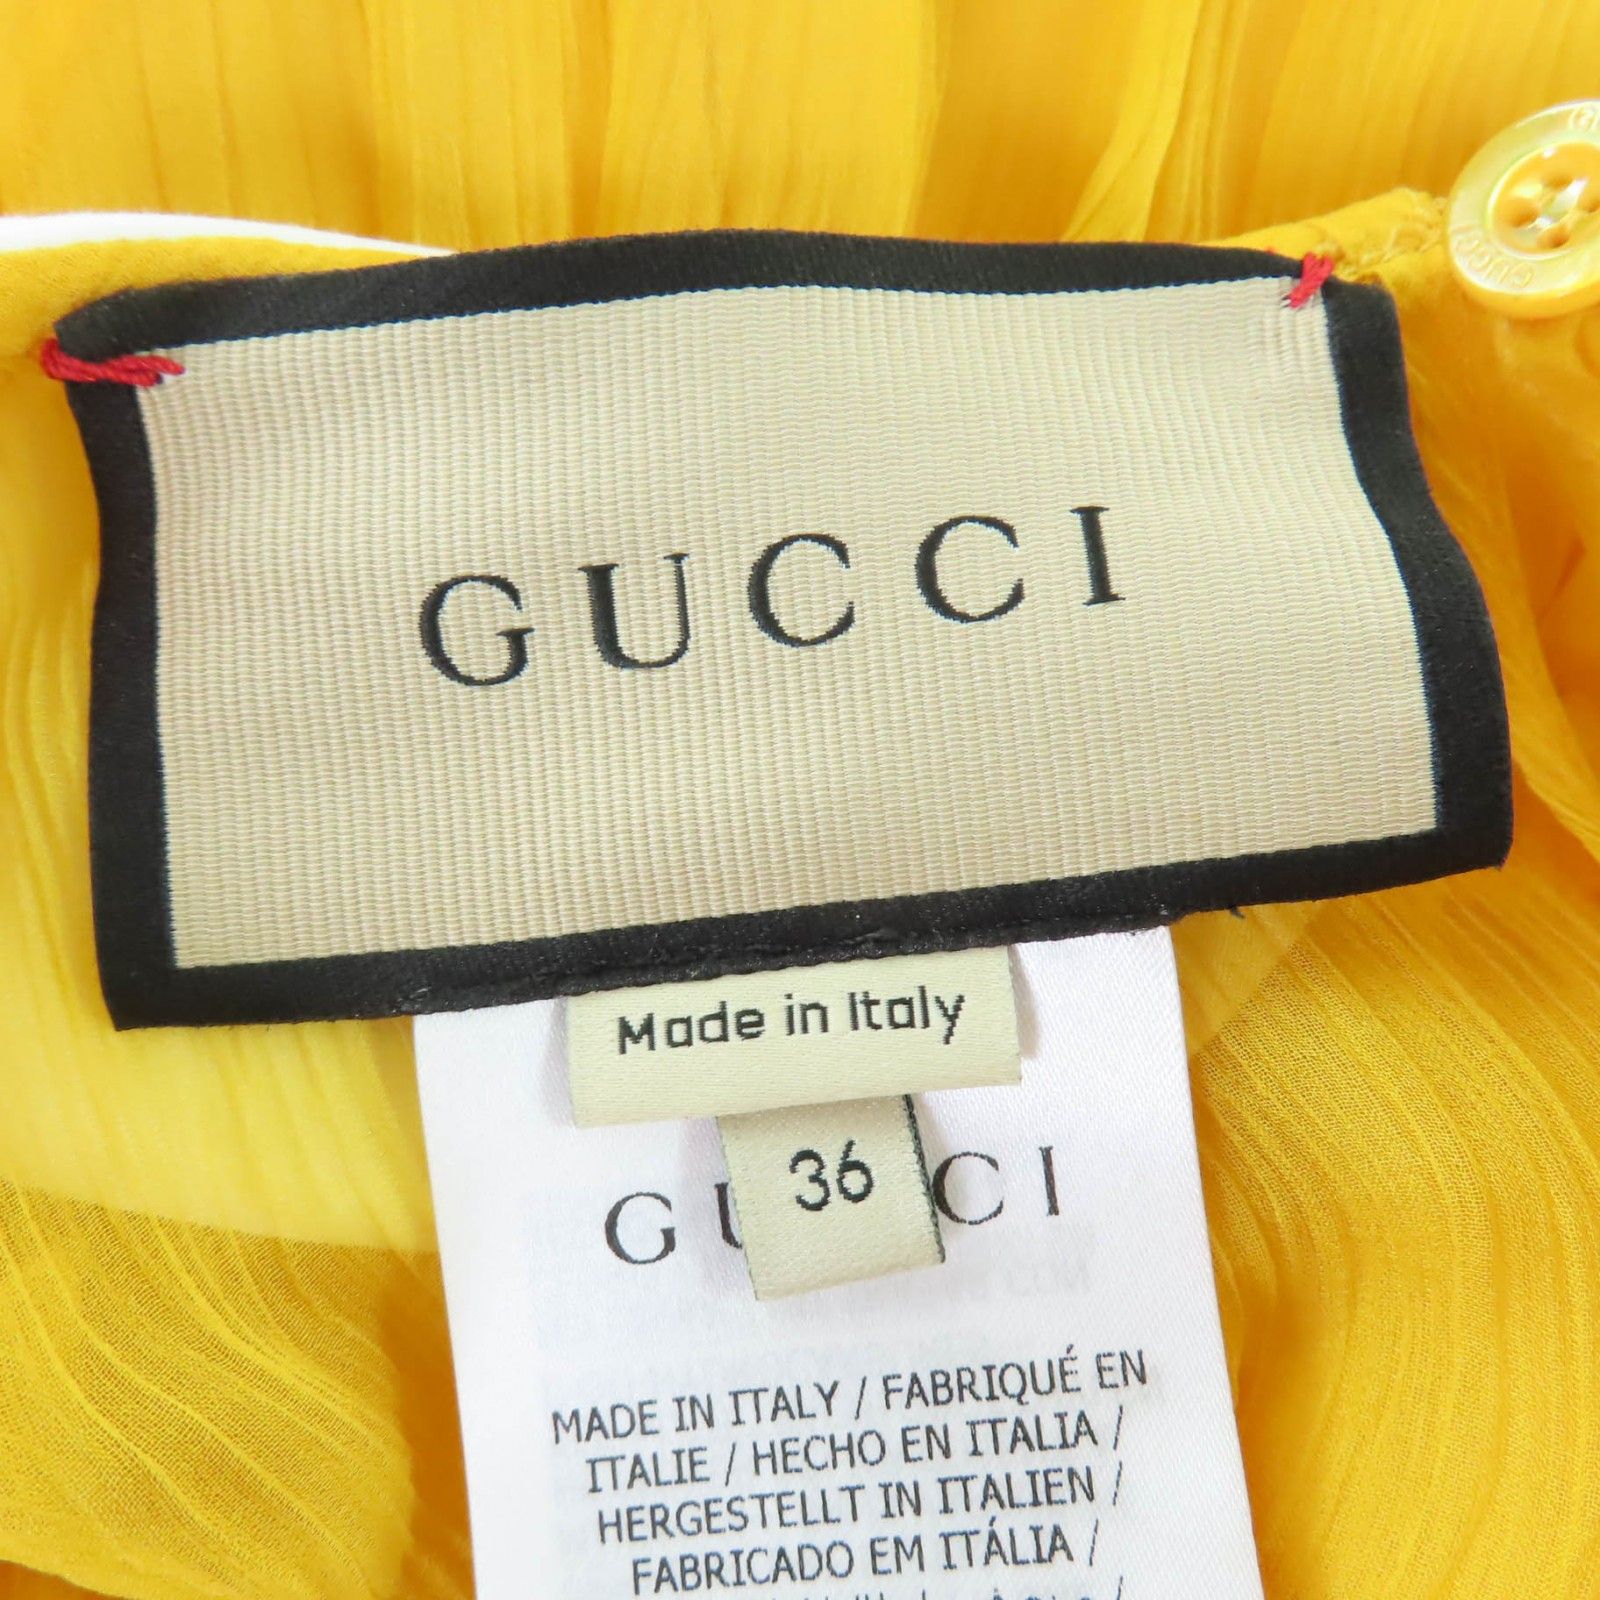 GUCCI
GUCCI
Made in Italy
36
G CI
MADE IN ITALY / FABRIQUÉ EN
ITALIE / HECHO EN ITALIA /
HERGESTELLT IN ITALIEN /
FABRICADO EM ITÁLIA /